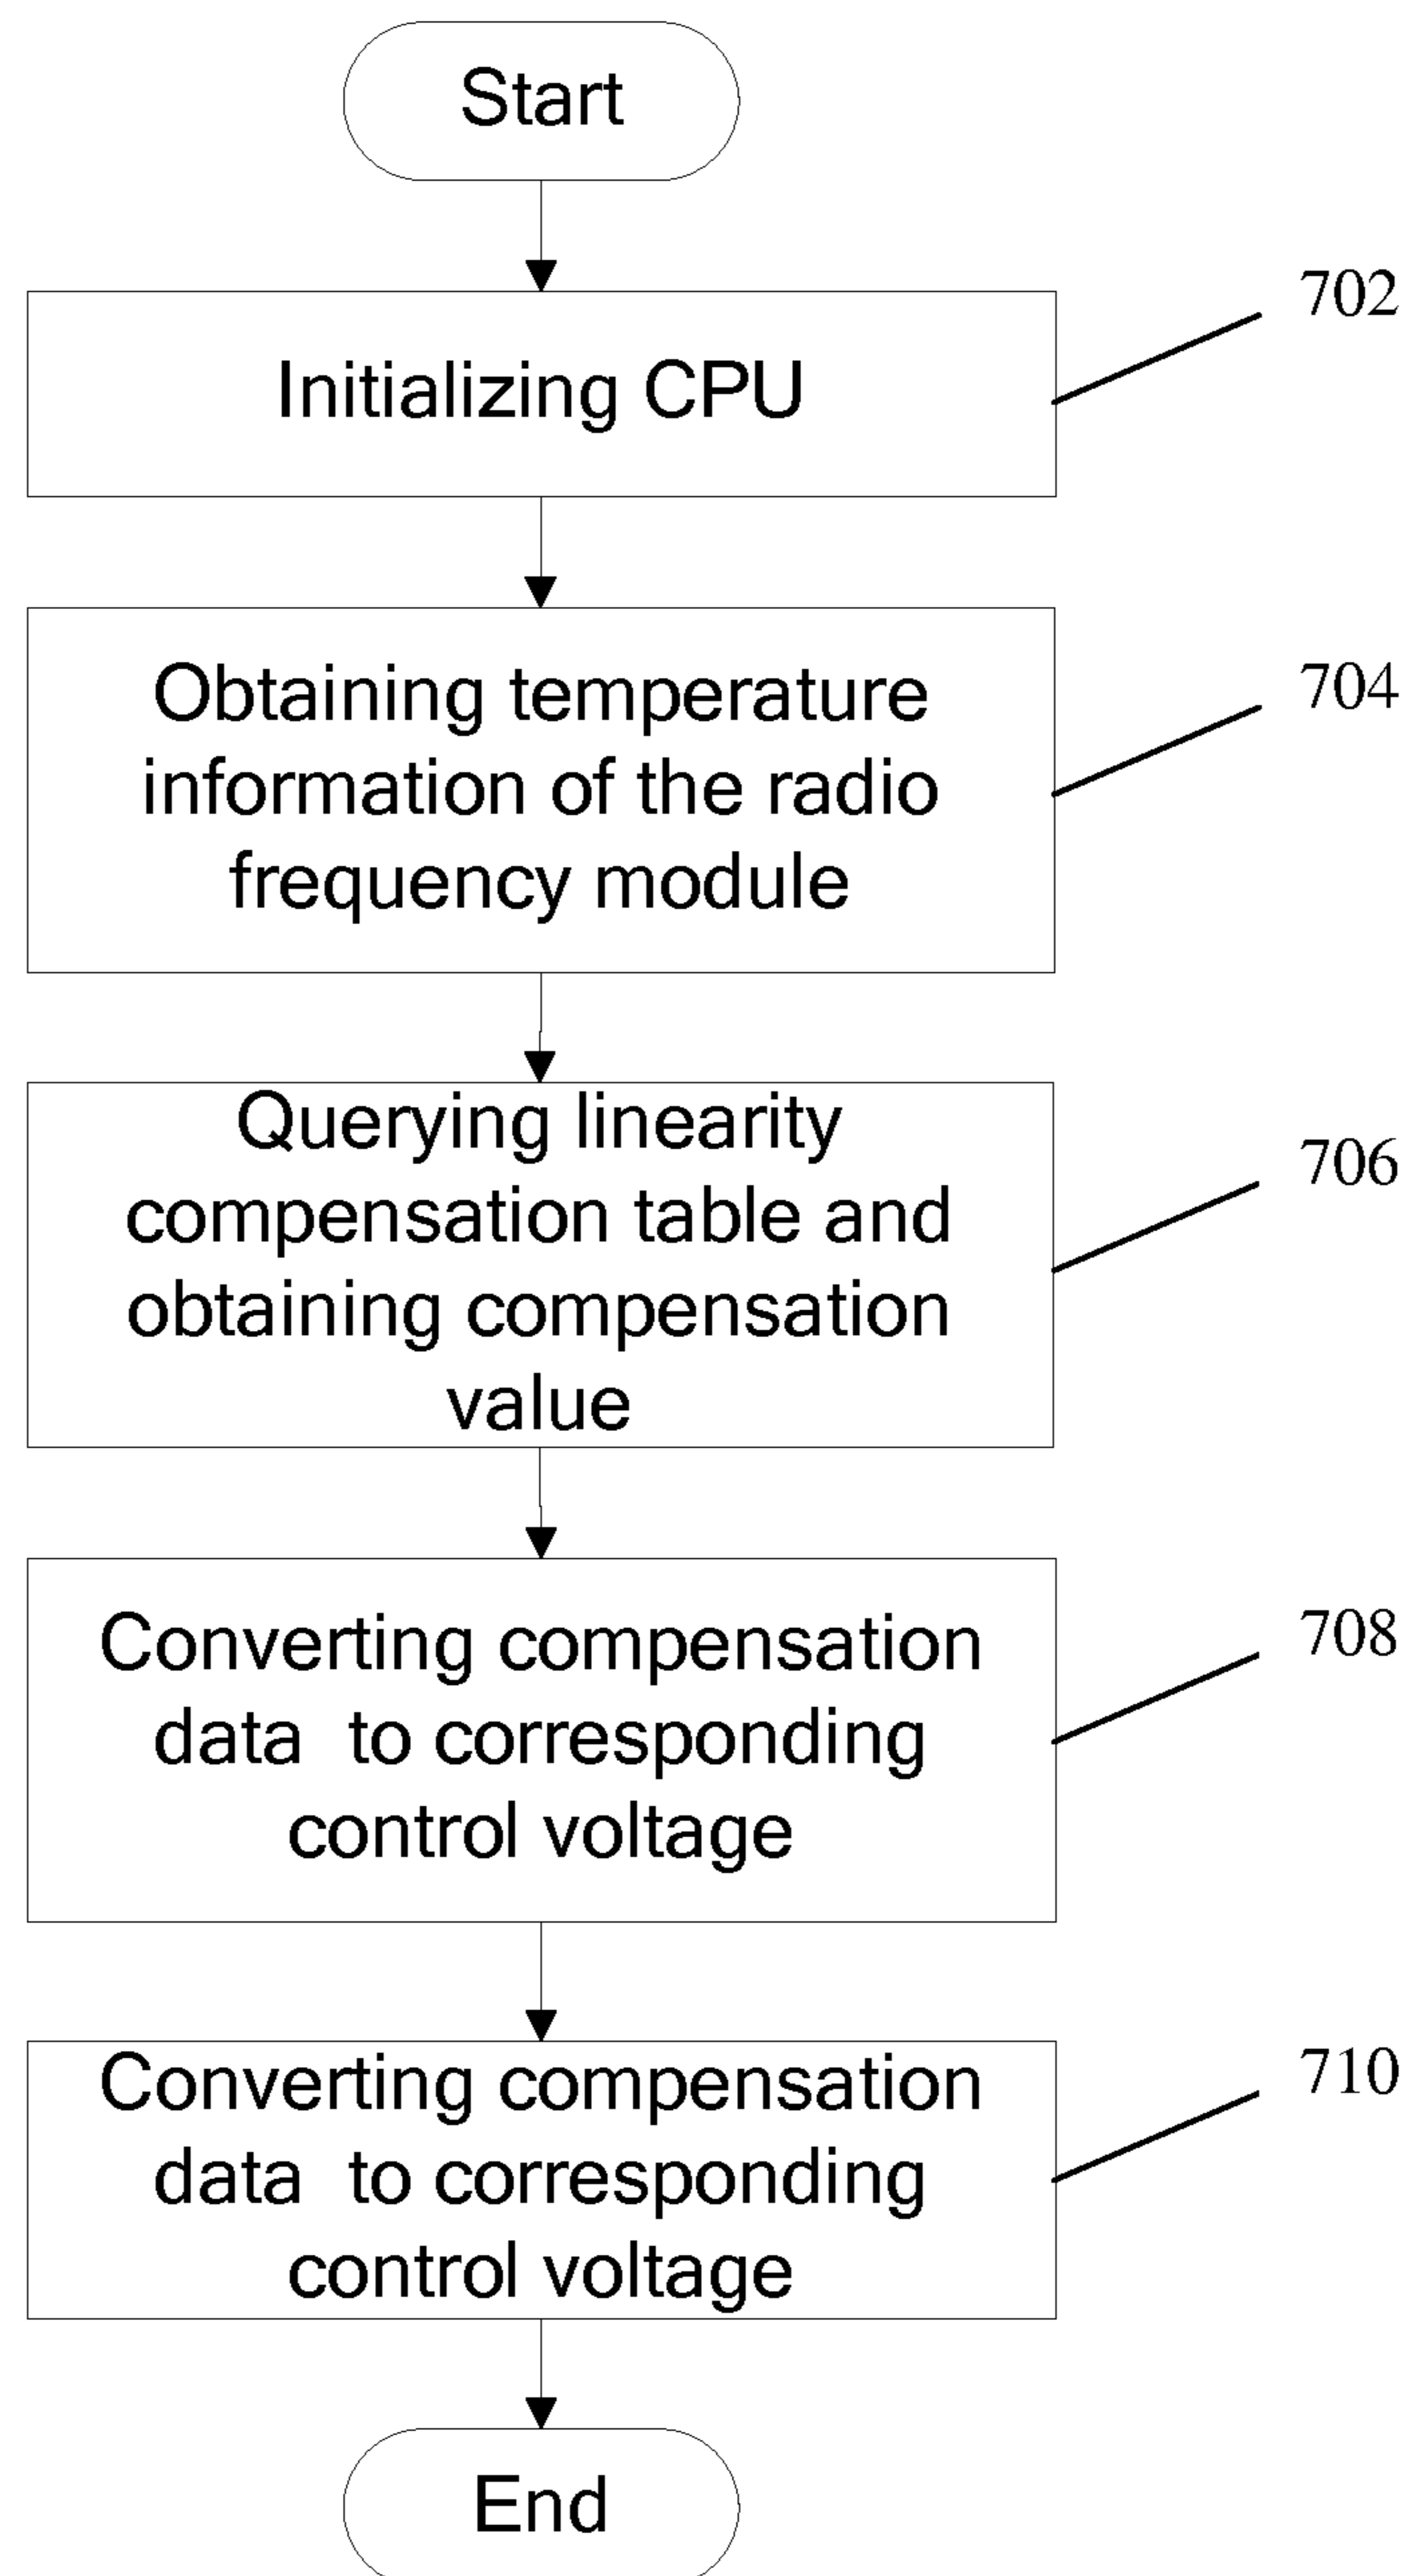 Start
Initializing CPU
702
Obtaining temperature
information of the radio
frequency module
704
Querying linearity
compensation table and
obtaining compensation
value
706
Converting compensation
data  to corresponding
control voltage
708
Converting compensation
data  to corresponding
control voltage
710
End